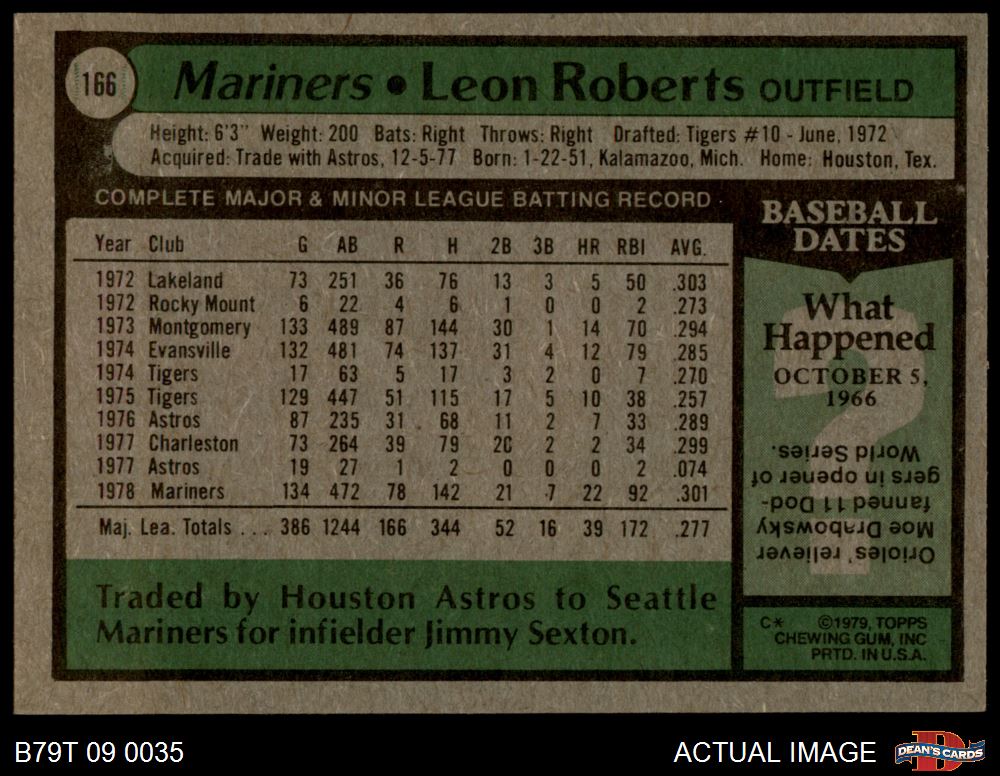 166 Mariners • Leon Roberts OUTFIELD
Height: 6'3" Weight: 200 Bats: Right Throws: Right Drafted: Tigers #10 - June, 1972
Acquired: Trade with Astros, 12-5-77 Born: 1-22-51, Kalamazoo, Mich. Home: Houston, Tex.
COMPLETE MAJOR & MINOR LEAGUE BATTING RECORD
Year Club G AB R H 2B 3B HR RBI AVG.
1972 Lakeland 73 251 36 76 13 3 5 50 .303
1972 Rocky Mount 6 22 4 6 1 0 0 2 .273
1973 Montgomery 133 489 87 144 30 1 14 70 .294
1974 Evansville 132 481 74 137 31 4 12 79 .285
1974 Tigers 17 63 5 17 3 2 0 7 .270
1975 Tigers 129 447 51 115 17 5 10 38 .257
1976 Astros 87 235 31 68 11 2 7 33 .289
1977 Charleston 73 264 39 79 20 2 2 34 .299
1977 Astros 19 27 1 2 0 0 0 2 .074
1978 Mariners 134 472 78 142 21 7 22 92 .301
Maj. Lea. Totals . . . 386 1244 166 344 52 16 39 172 .277
Traded by Houston Astros to Seattle
Mariners for infielder Jimmy Sexton.
BASEBALL
DATES
What
Happened
OCTOBER 5,
1966
Orioles' reliever
Moe Drabowsky
fanned 11 Dod-
gers in opener of
World Series.
C* ©1979, TOPPS
CHEWING GUM, INC
PRTD. IN U.S.A.
B79T 09 0035
ACTUAL IMAGE
D
DEAN'S CARDS